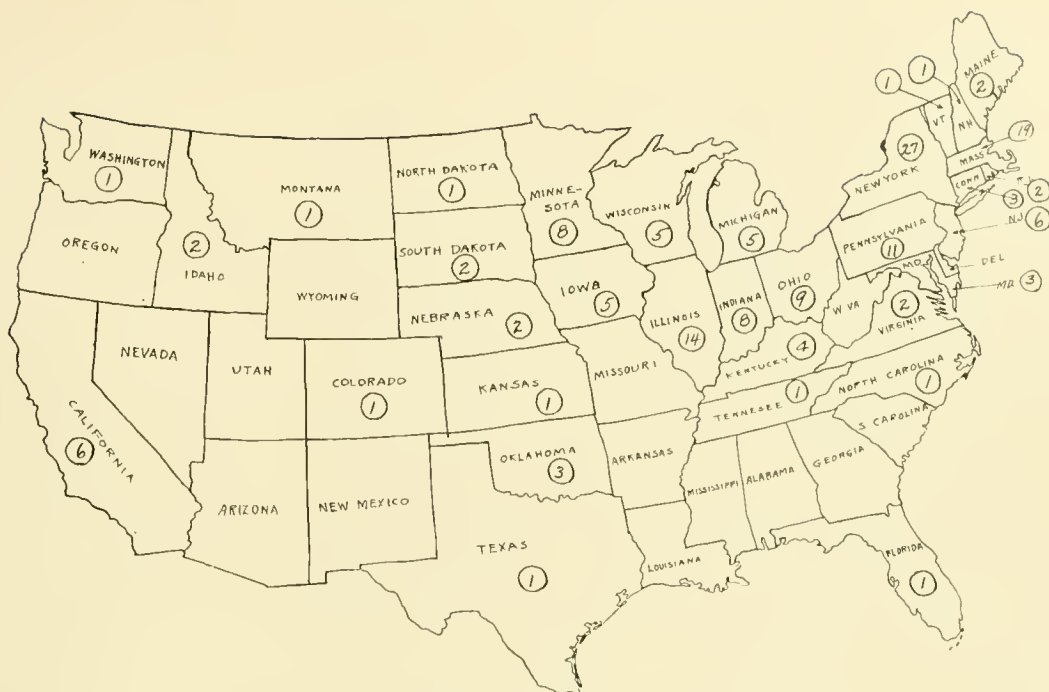 WASHINGTON
1
OREGON
2
IDAHO
MONTANA
1
WYOMING
NEVADA
UTAH
CALIFORNIA
6
COLORADO
1
ARIZONA
NEW MEXICO
NORTH DAKOTA
1
SOUTH DAKOTA
2
NEBRASKA
2
KANSAS
1
OKLAHOMA
3
TEXAS
1
MINNE-
SOTA
8
IOWA
5
MISSOURI
ARKANSAS
LOUISIANA
WISCONSIN
5
ILLINOIS
14
MICHIGAN
5
INDIANA
8
OHIO
9
KENTUCKY
4
TENNESEE
1
MISSISSIPPI
ALABAMA
GEORGIA
FLORIDA
1
S CAROLINA
NORTH CAROLINA
1
VIRGINIA
2
W VA
MD
PENNSYLVANIA
11
NEW YORK
27
1
VT
1
NH
MAINE
2
MASS
19
CONN
3
2
NJ
6
DEL
MD
3